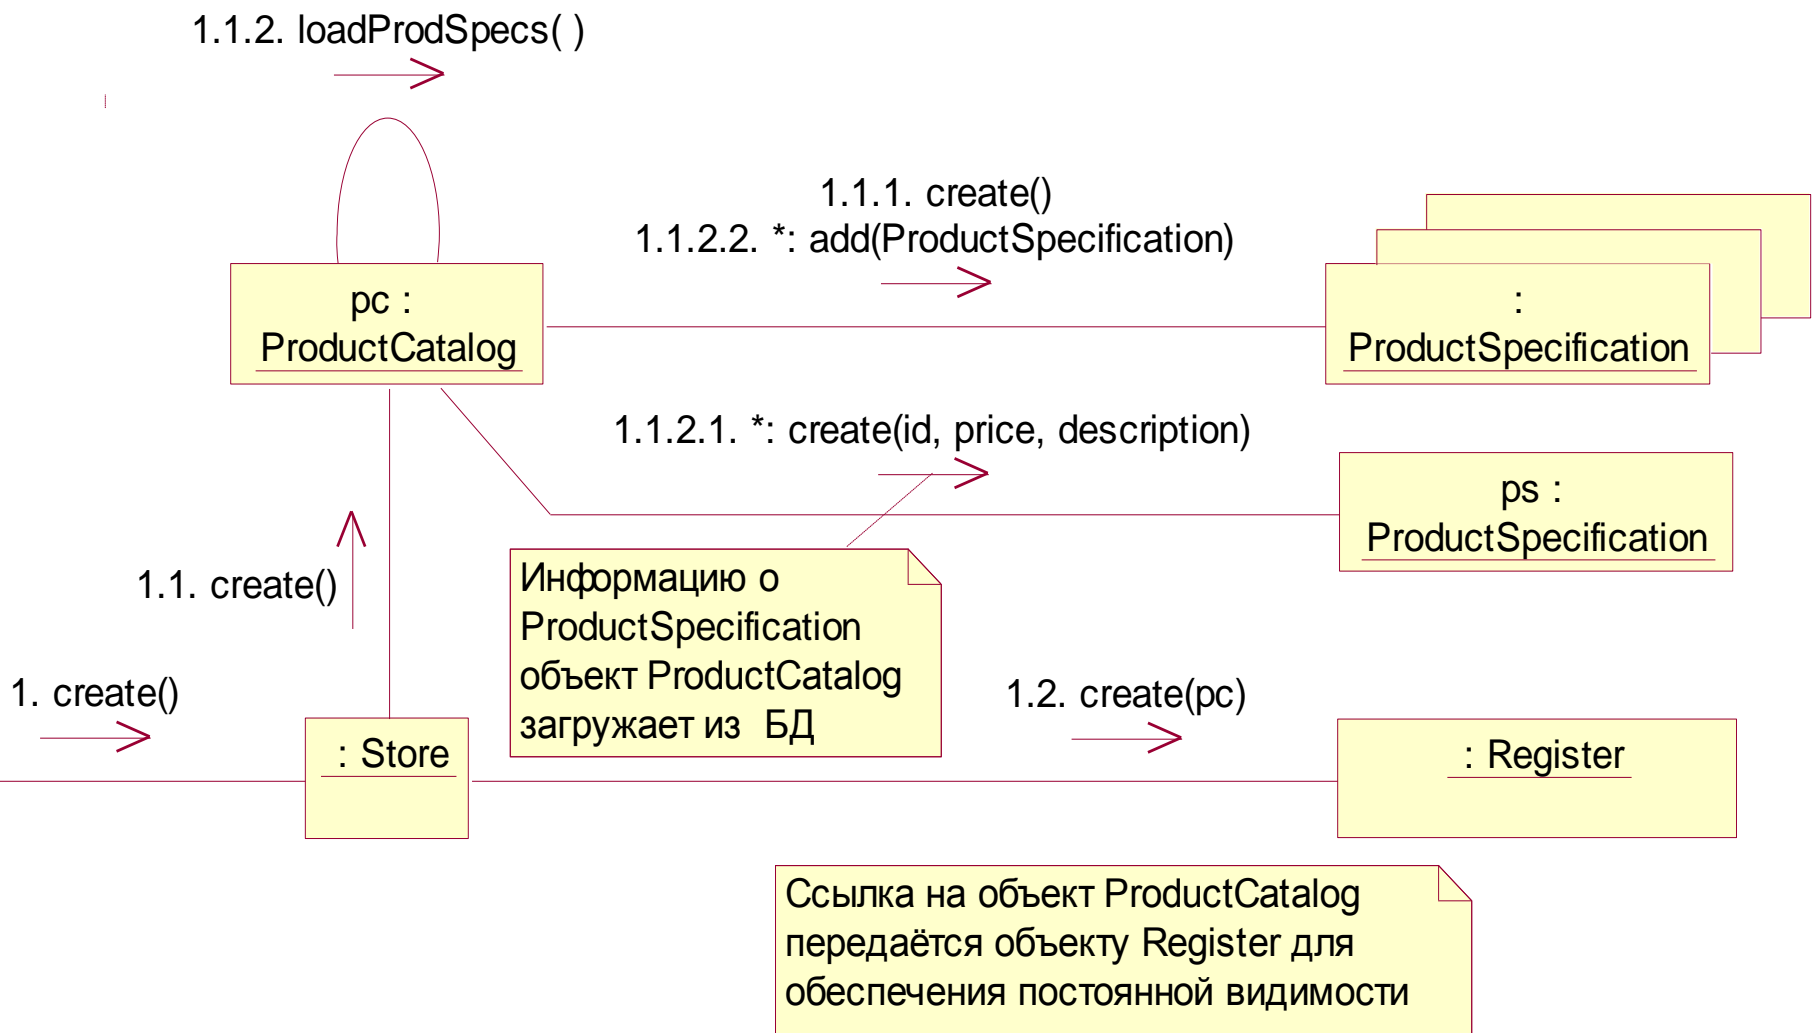 1.1.2. loadProdSpecs( )
1.1.1. create()
1.1.2.2. *: add(ProductSpecification)
pc :
ProductCatalog
:
ProductSpecification
1.1.2.1. *: create(id, price, description)
ps :
ProductSpecification
1.1. create()
Информацию о
ProductSpecification
объект ProductCatalog
загружает из БД
1. create()
1.2. create(pc)
: Store
: Register
Ссылка на объект ProductCatalog
передаётся объекту Register для
обеспечения постоянной видимости